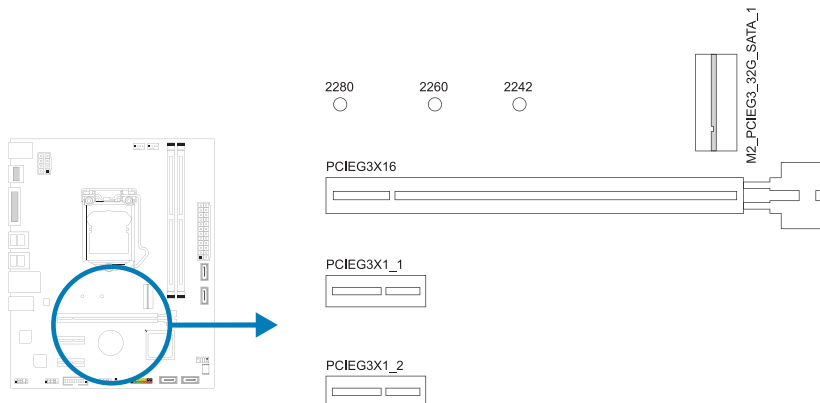 2280 2260 2242
M2_PCIEG3_32G_SATA_1
PCIEG3X16
PCIEG3X1_1
PCIEG3X1_2